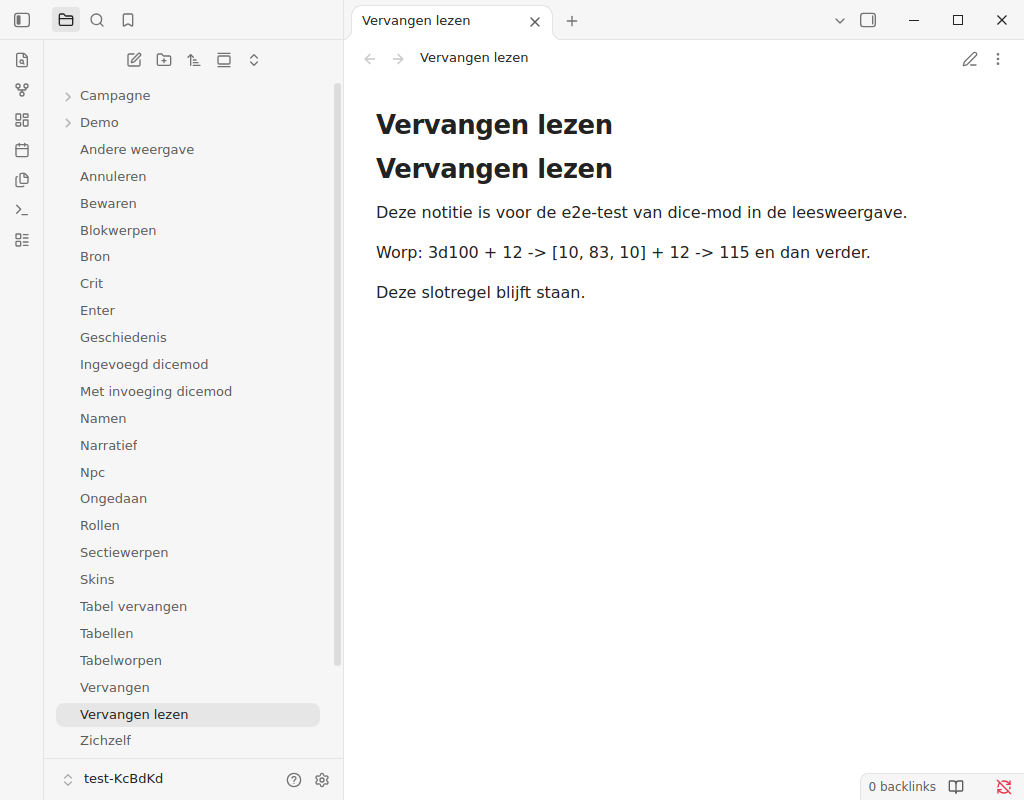 Vervangen lezen
Vervangen lezen
Campagne
Demo
Andere weergave
Annuleren
Bewaren
Blokwerpen
Bron
Crit
Enter
Geschiedenis
Ingevoegd dicemod
Met invoeging dicemod
Namen
Narratief
Npc
Ongedaan
Rollen
Sectiewerpen
Skins
Tabel vervangen
Tabellen
Tabelworpen
Vervangen
Vervangen lezen
Zichzelf
test-KcBdKd
Vervangen lezen
Vervangen lezen
Deze notitie is voor de e2e-test van dice-mod in de leesweergave.
Worp: 3d100 + 12 -> [10, 83, 10] + 12 -> 115 en dan verder.
Deze slotregel blijft staan.
0 backlinks